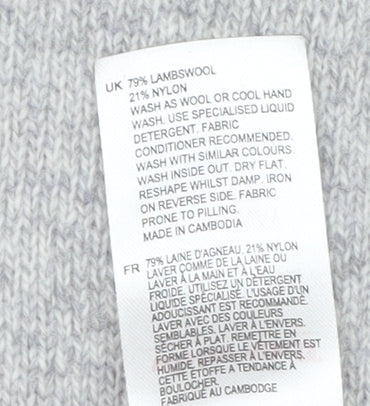 UK 79% LAMBSWOOL
21% NYLON
WASH AS WOOL OR COOL HAND
WASH. USE SPECIALISED LIQUID
DETERGENT. FABRIC
CONDITIONER RECOMMENDED.
WASH WITH SIMILAR COLOURS.
WASH INSIDE OUT. DRY FLAT.
RESHAPE WHILST DAMP. IRON
ON REVERSE SIDE. FABRIC
PRONE TO PILLING.
MADE IN CAMBODIA
FR 79% LAINE D'AGNEAU, 21% NYLON
LAVER COMME DE LA LAINE OU
LAVER À LA MAIN ET À L'EAU
FROIDE. UTILISEZ UN DÉTERGENT
LIQUIDE SPÉCIALISÉ. L'USAGE D'UN
ADOUCISSANT EST RECOMMANDÉ.
LAVER AVEC DES COULEURS
SEMBLABLES. LAVER À L'ENVERS.
SÉCHER À PLAT. REMETTRE EN
FORME LORSQUE LE VÊTEMENT EST
HUMIDE. REPASSER À L'ENVERS.
CETTE ÉTOFFE A TENDANCE À
BOULOCHER.
FABRIQUÉ AU CAMBODGE